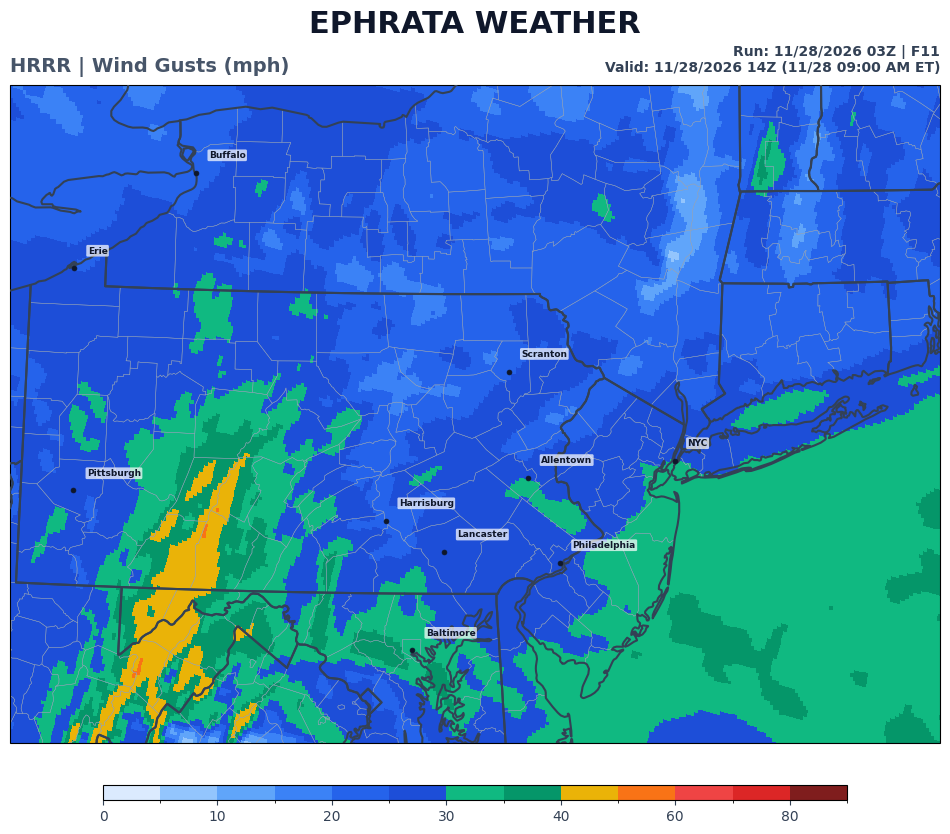 EPHRATA WEATHER
Run: 11/28/2026 03Z | F11
HRRR | Wind Gusts (mph)
Valid: 11/28/2026 14Z (11/28 09:00 AM ET)
Buffalo
Erie
Scranton
NYC
Allentown
Pittsburgh
Harrisburg
Lancaster
Philadelphia
Baltimore
0 10 20 30 40 50 60 70 80